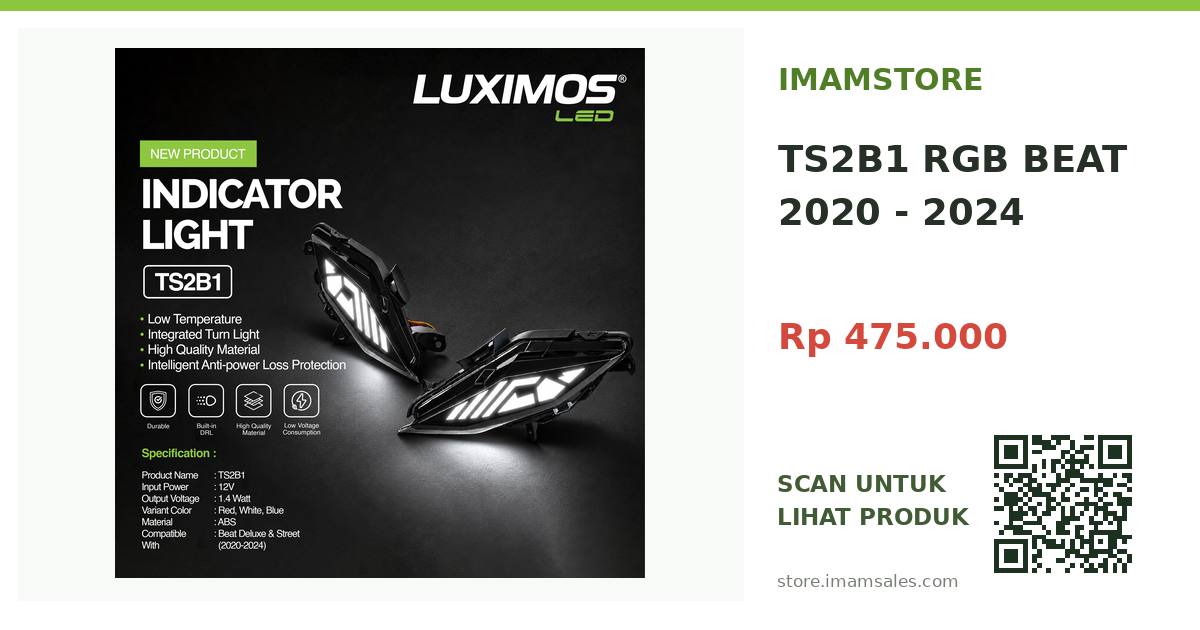 LUXIMOS®
LED
NEW PRODUCT
INDICATOR
LIGHT
TS2B1
• Low Temperature
• Integrated Turn Light
• High Quality Material
• Intelligent Anti-power Loss Protection
Durable
Built-in
DRL
High Quality
Material
Low Voltage
Consumption
Specification :
Product Name : TS2B1
Input Power : 12V
Output Voltage : 1.4 Watt
Variant Color : Red, White, Blue
Material : ABS
Compatible : Beat Deluxe & Street
With (2020-2024)
IMAMSTORE
TS2B1 RGB BEAT
2020 - 2024
Rp 475.000
SCAN UNTUK
LIHAT PRODUK
store.imamsales.com